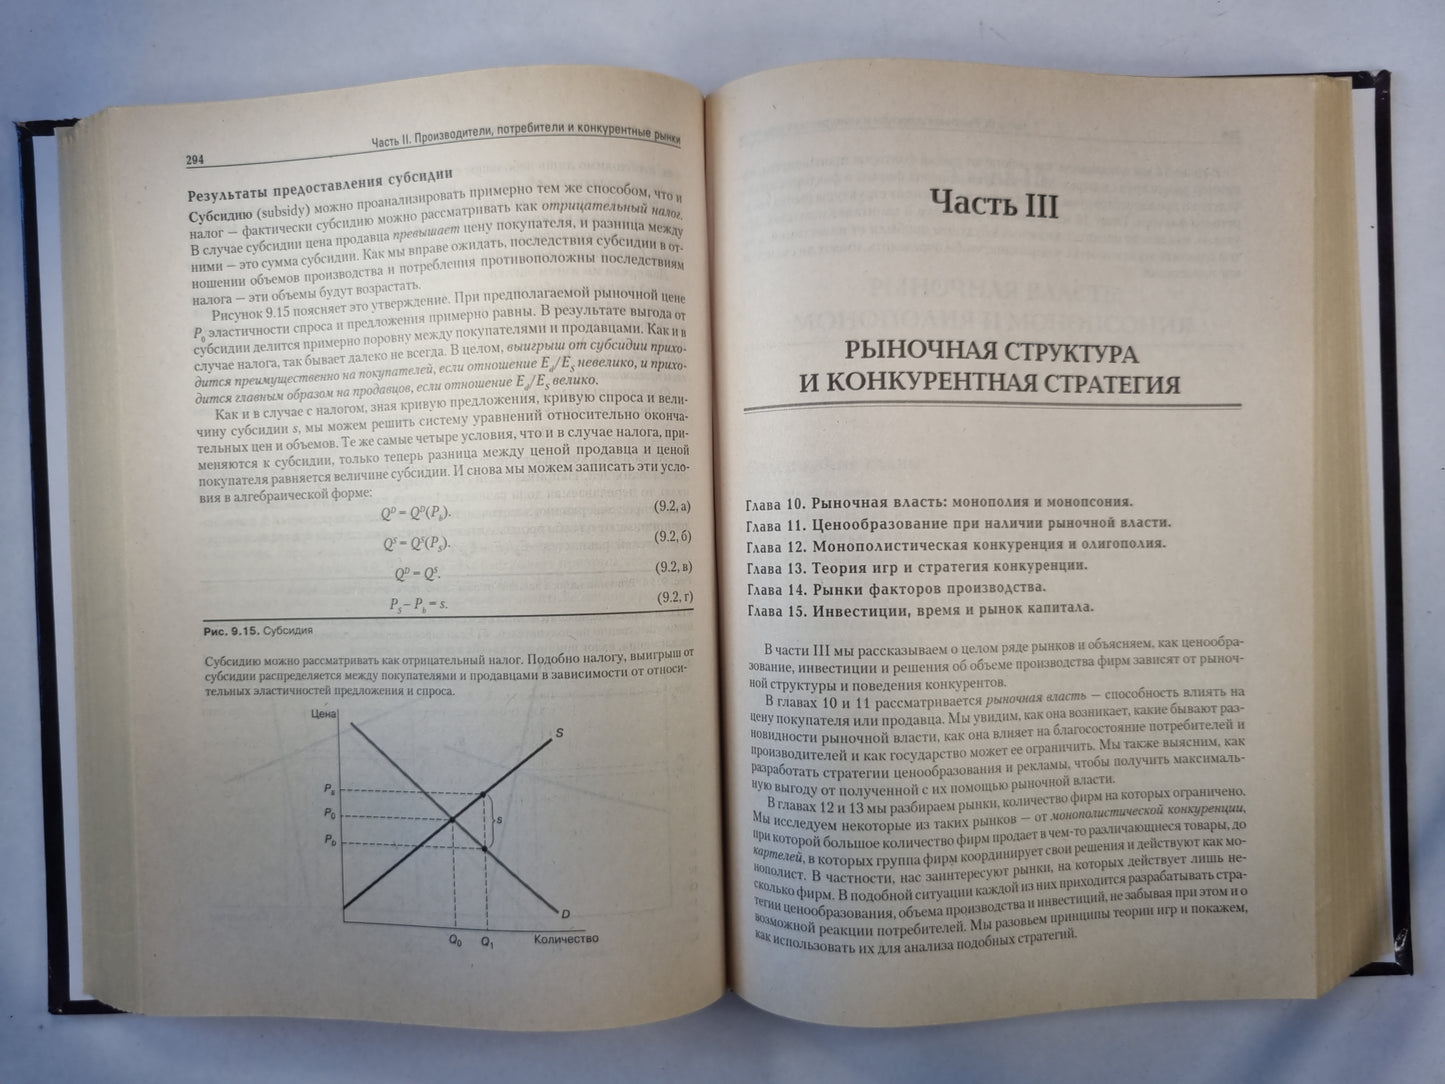 294
Часть II. Производители, потребители и конкурентные рынки
Результаты предоставления субсидии
Субсидию (subsidy) можно проанализировать примерно тем же способом, что и
налог — фактически субсидию можно рассматривать как отрицательный налог.
В случае субсидии цена продавца превышает цену покупателя, и разница между
ними — это сумма субсидии. Как мы вправе ожидать, последствия субсидии в от-
ношении объемов производства и потребления противоположны последствиям
налога — эти объемы будут возрастать.
Рисунок 9.15 поясняет это утверждение. При предполагаемой рыночной цене
P₀ эластичности спроса и предложения примерно равны. В результате выгода от
субсидии делится примерно поровну между покупателями и продавцами. Как и в
случае налога, так бывает далеко не всегда. В целом, выигрыш от субсидии прихо-
дится преимущественно на покупателей, если отношение E_d/E_S невелико, и прихо-
дится главным образом на продавцов, если отношение E_d/E_S велико.
Как и в случае с налогом, зная кривую предложения, кривую спроса и вели-
чину субсидии s, мы можем решить систему уравнений относительно оконча-
тельных цен и объемов. Те же самые четыре условия, что и в случае налога, при-
меняются к субсидии, только теперь разница между ценой продавца и ценой
покупателя равняется величине субсидии. И снова мы можем записать эти усло-
вия в алгебраической форме:
Q^D = Q^D(P_b). (9.2, а)
Q^S = Q^S(P_S). (9.2, б)
Q^D = Q^S. (9.2, в)
P_S – P_b = s. (9.2, г)
Рис. 9.15. Субсидия
Субсидию можно рассматривать как отрицательный налог. Подобно налогу, выигрыш от
субсидии распределяется между покупателями и продавцами в зависимости от относи-
тельных эластичностей предложения и спроса.
Цена
S
P_s
P₀
s
P_b
D
Q₀ Q₁ Количество
Часть III
РЫНОЧНАЯ СТРУКТУРА
И КОНКУРЕНТНАЯ СТРАТЕГИЯ
Глава 10. Рыночная власть: монополия и монопсония.
Глава 11. Ценообразование при наличии рыночной власти.
Глава 12. Монополистическая конкуренция и олигополия.
Глава 13. Теория игр и стратегия конкуренции.
Глава 14. Рынки факторов производства.
Глава 15. Инвестиции, время и рынок капитала.
В части III мы рассказываем о целом ряде рынков и объясняем, как ценообра-
зование, инвестиции и решения об объеме производства фирм зависят от рыноч-
ной структуры и поведения конкурентов.
В главах 10 и 11 рассматривается рыночная власть — способность влиять на
цену покупателя или продавца. Мы увидим, как она возникает, какие бывают раз-
новидности рыночной власти, как она влияет на благосостояние потребителей и
производителей и как государство может ее ограничить. Мы также выясним, как
разработать стратегии ценообразования и рекламы, чтобы получить максималь-
ную выгоду от полученной с их помощью рыночной власти.
В главах 12 и 13 мы разбираем рынки, количество фирм на которых ограничено.
Мы исследуем некоторые из таких рынков — от монополистической конкуренции,
при которой большое количество фирм продает в чем-то различающиеся товары, до
картелей, в которых группа фирм координирует свои решения и действуют как мо-
нополист. В частности, нас заинтересуют рынки, на которых действует лишь не-
сколько фирм. В подобной ситуации каждой из них приходится разрабатывать стра-
тегии ценообразования, объема производства и инвестиций, не забывая при этом и о
возможной реакции потребителей. Мы разовьем принципы теории игр и покажем,
как использовать их для анализа подобных стратегий.